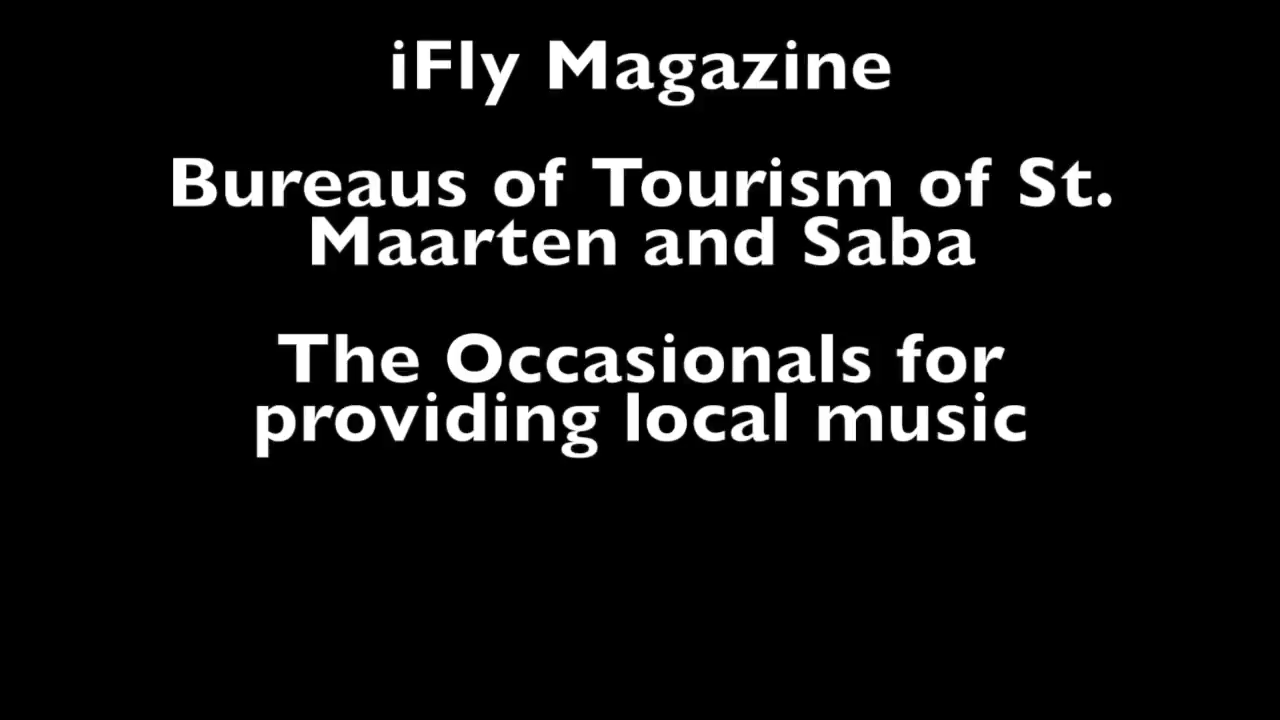 iFly Magazine
Bureaus of Tourism of St.
Maarten and Saba
The Occasionals for
providing local music